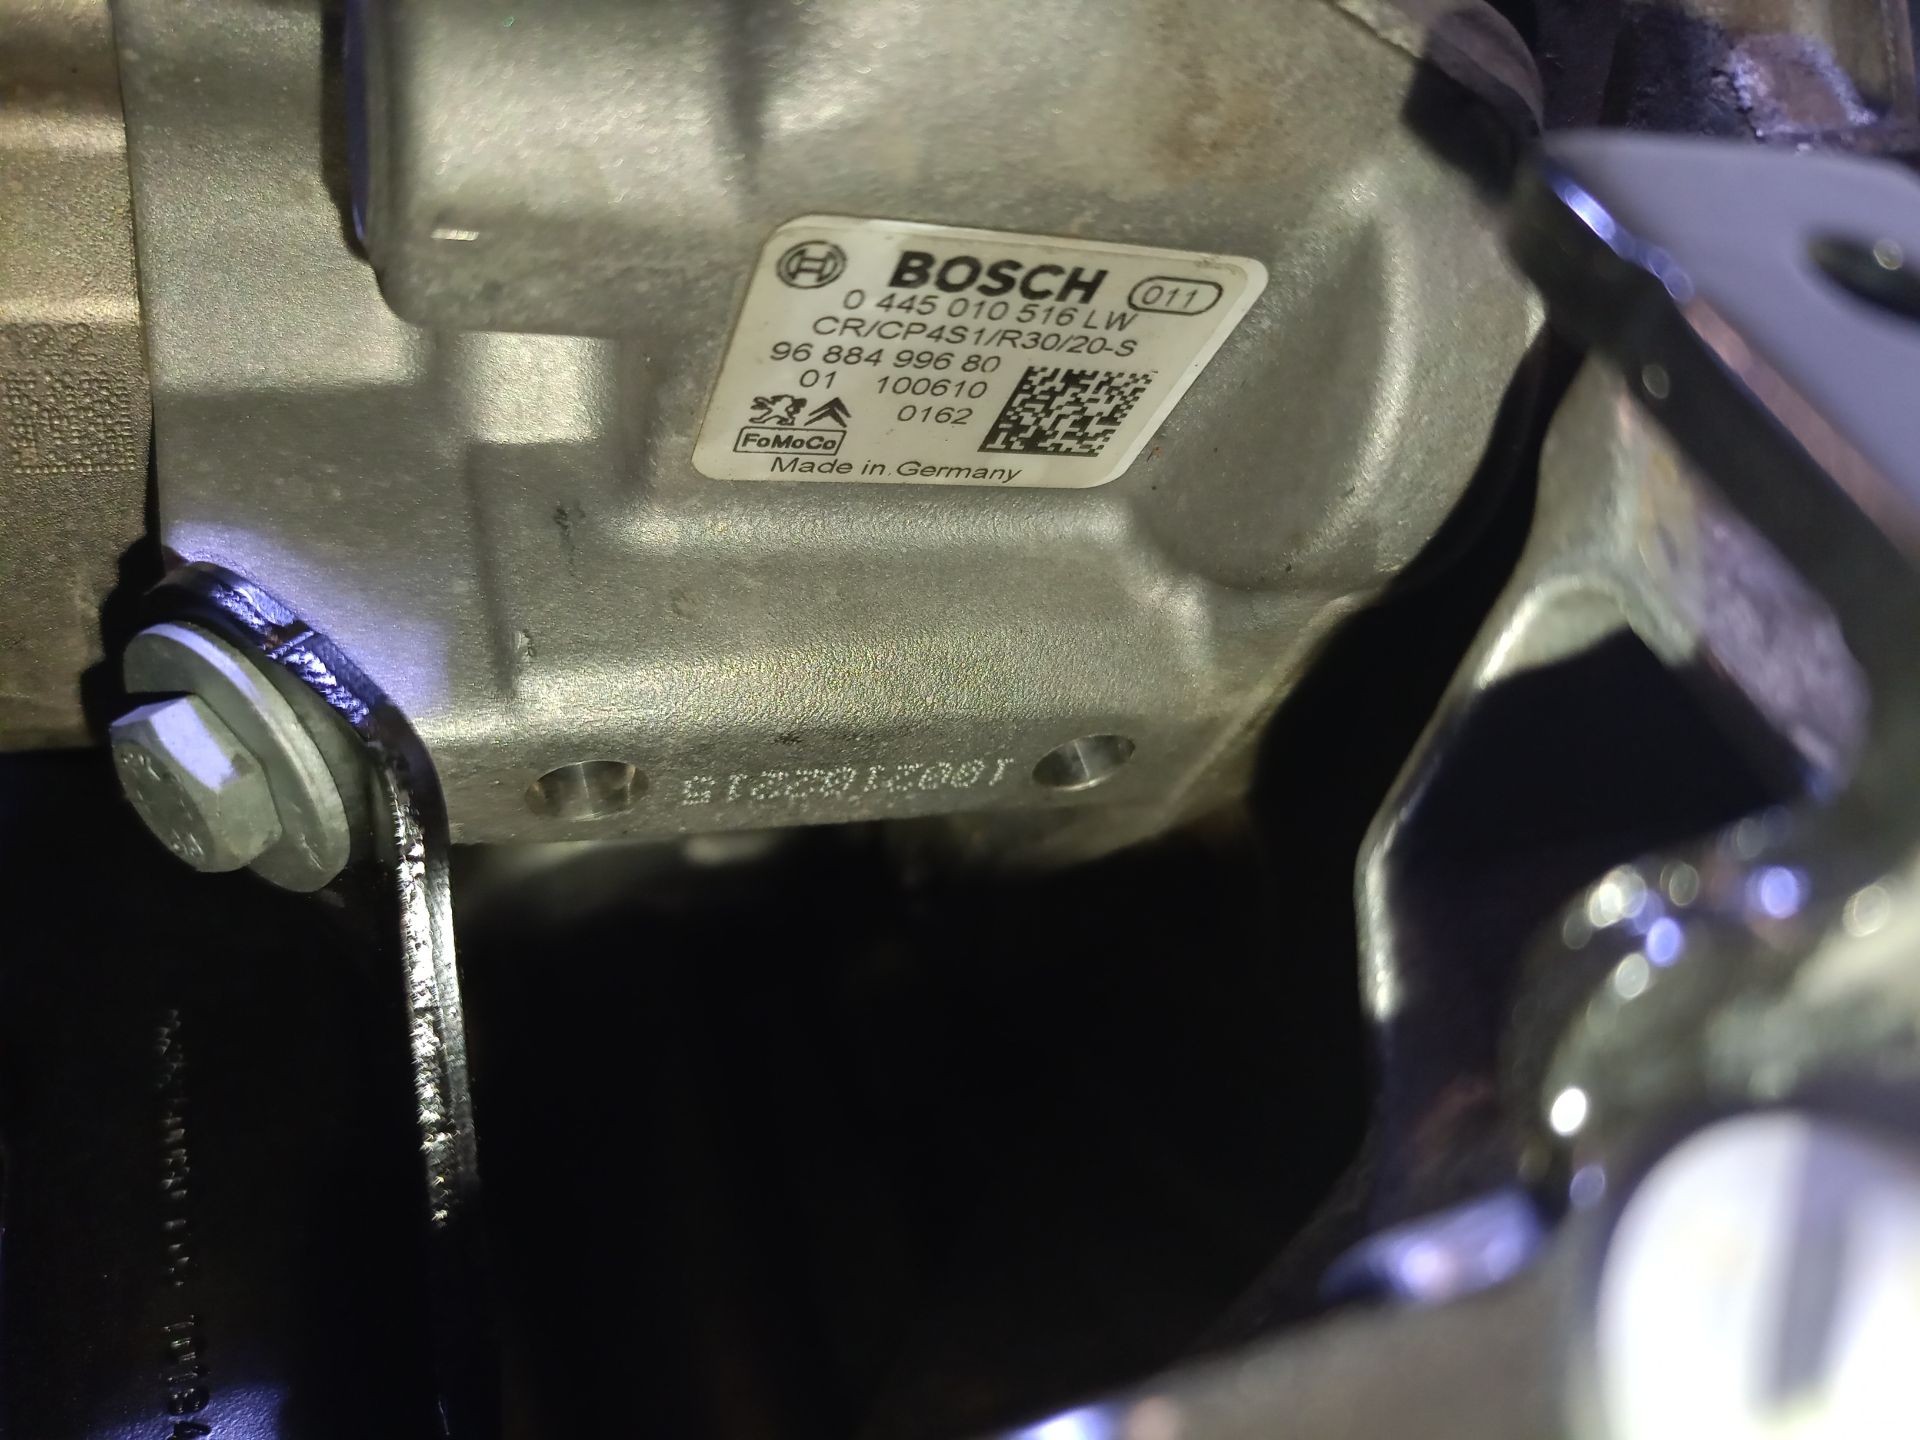 BOSCH 011
0 445 010 516 LW
CR/CP4S1/R30/20-S
96 884 996 80
01 100610
0162
FoMoCo
Made in Germany